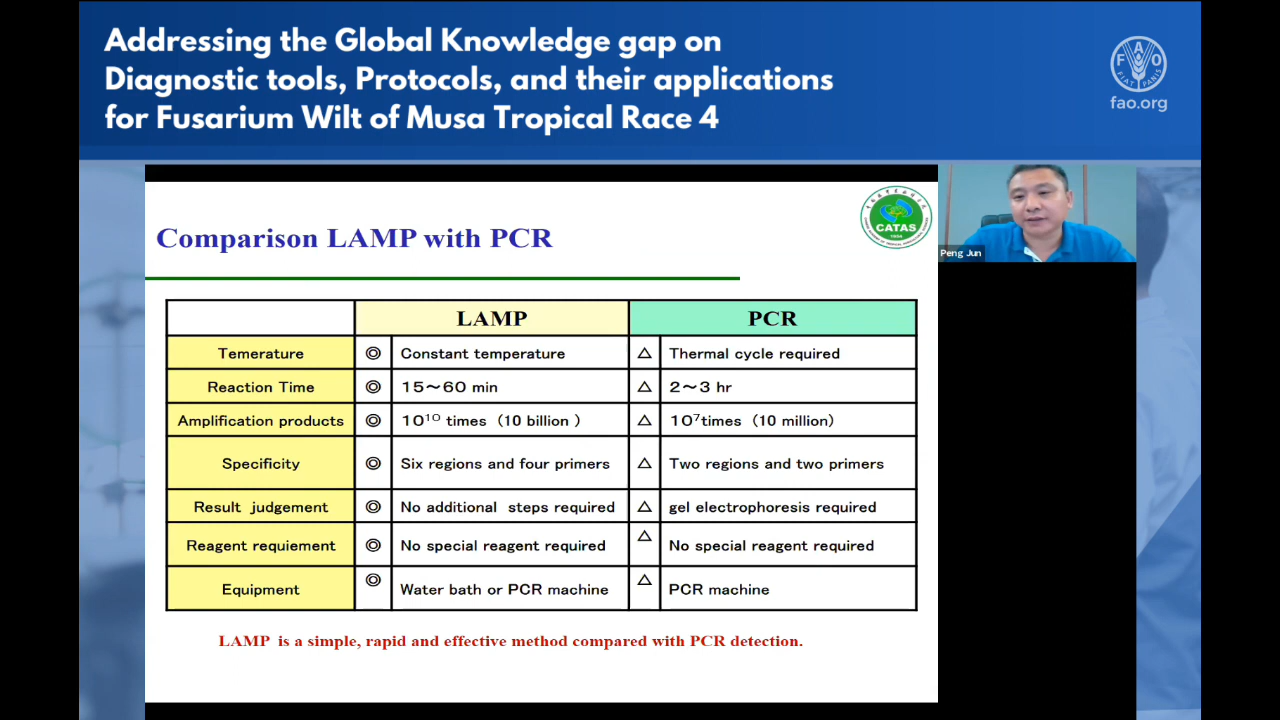 Addressing the Global Knowledge gap on
Diagnostic tools, Protocols, and their applications
for Fusarium Wilt of Musa Tropical Race 4
FAO
FIAT PANIS
fao.org
Comparison LAMP with PCR
CATAS
Peng Jun
LAMP PCR
Temerature ◎ Constant temperature △ Thermal cycle required
Reaction Time ◎ 15～60 min △ 2～3 hr
Amplification products ◎ 10¹⁰ times (10 billion ) △ 10⁷times (10 million)
Specificity ◎ Six regions and four primers △ Two regions and two primers
Result judgement ◎ No additional steps required △ gel electrophoresis required
Reagent requiement ◎ No special reagent required △ No special reagent required
Equipment ◎ Water bath or PCR machine △ PCR machine
LAMP is a simple, rapid and effective method compared with PCR detection.